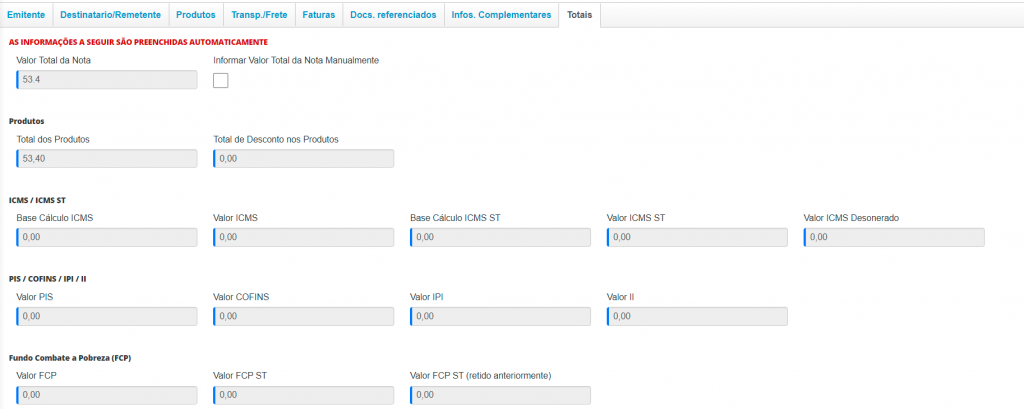 Emitente Destinatario/Remetente Produtos Transp./Frete Faturas Docs. referenciados Infos. Complementares Totais
AS INFORMAÇÕES A SEGUIR SÃO PREENCHIDAS AUTOMATICAMENTE
Valor Total da Nota Informar Valor Total da Nota Manualmente
53.4
Produtos
Total dos Produtos Total de Desconto nos Produtos
53,40 0,00
ICMS / ICMS ST
Base Cálculo ICMS Valor ICMS Base Cálculo ICMS ST Valor ICMS ST Valor ICMS Desonerado
0,00 0,00 0,00 0,00 0,00
PIS / COFINS / IPI / II
Valor PIS Valor COFINS Valor IPI Valor II
0,00 0,00 0,00 0,00
Fundo Combate a Pobreza (FCP)
Valor FCP Valor FCP ST Valor FCP ST (retido anteriormente)
0,00 0,00 0,00